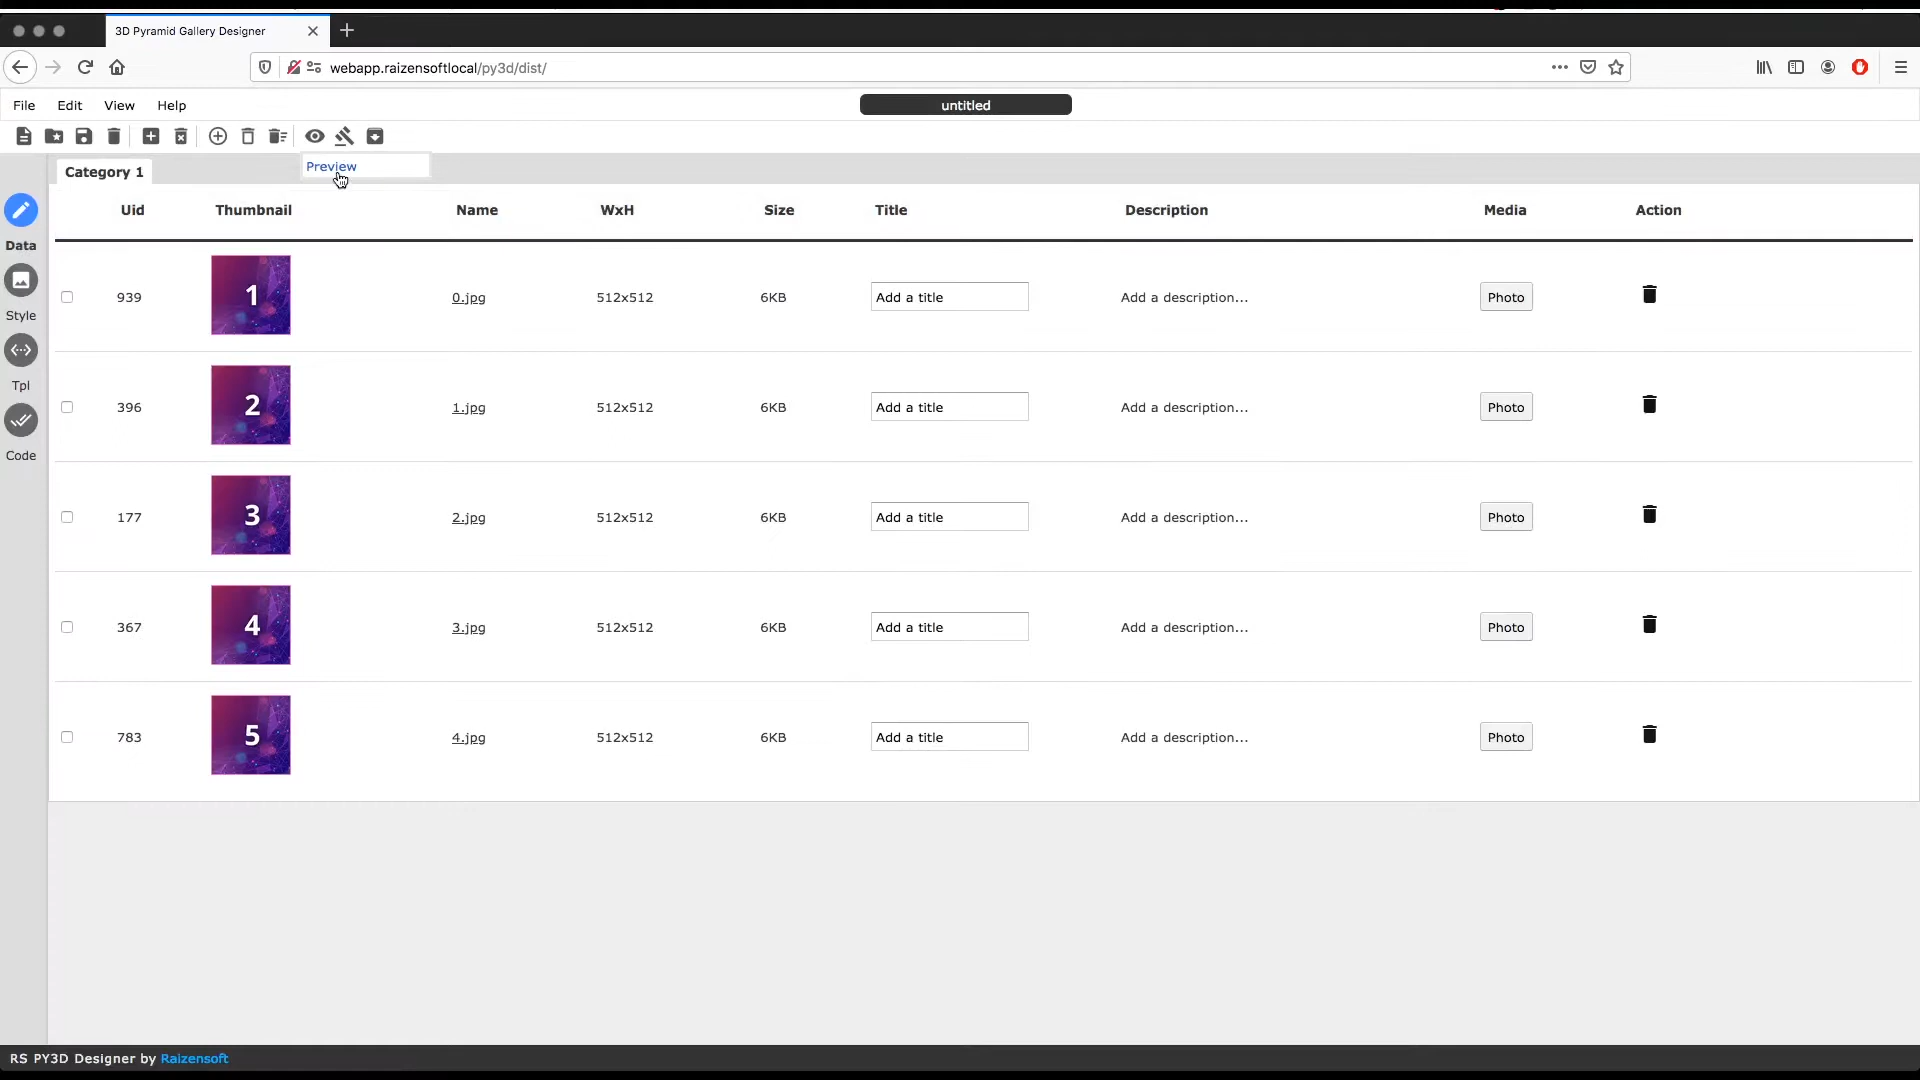 3D Pyramid Gallery Designer
webapp.raizensoftlocal/py3d/dist/
File Edit View Help
untitled
Preview
Category 1
Uid Thumbnail Name WxH Size Title Description Media Action
Data
Style
Tpl
Code
1
939 0.jpg 512x512 6KB Add a title Add a description... Photo
2
396 1.jpg 512x512 6KB Add a title Add a description... Photo
3
177 2.jpg 512x512 6KB Add a title Add a description... Photo
4
367 3.jpg 512x512 6KB Add a title Add a description... Photo
5
783 4.jpg 512x512 6KB Add a title Add a description... Photo
RS PY3D Designer by Raizensoft